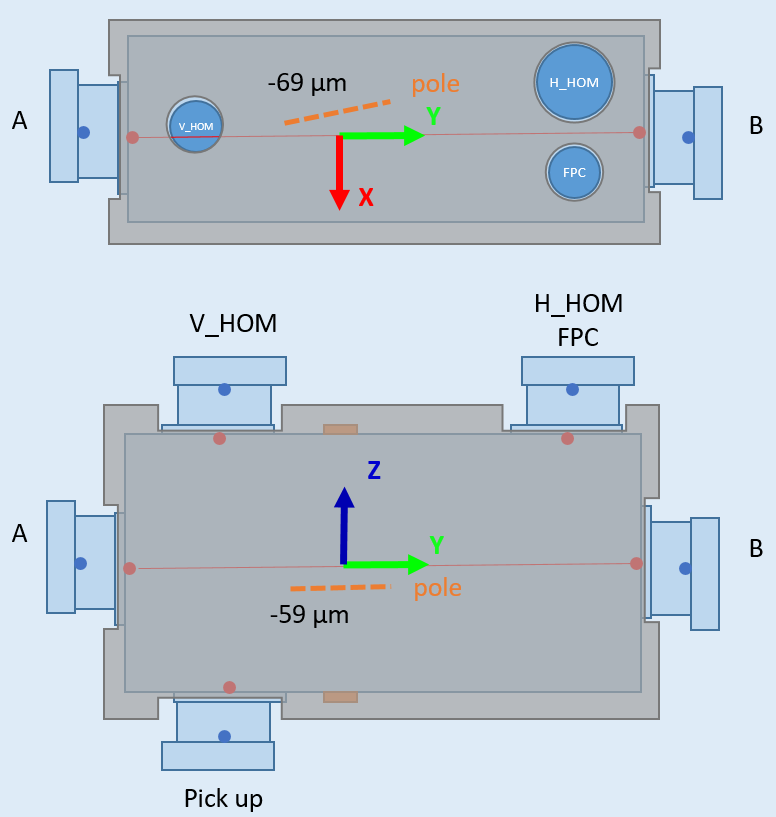 -69 µm
pole
H_HOM
A
V_HOM
Y
B
FPC
X
V_HOM
H_HOM
FPC
Z
A
Y
B
pole
-59 µm
Pick up